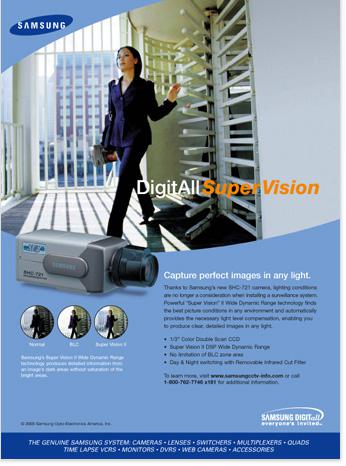 SAMSUNG
DigitAll SuperVision
SAMSUNG
SHC-721
Capture perfect images in any light.
Thanks to Samsung's new SHC-721 camera, lighting conditions
are no longer a consideration when installing a surveillance system.
Powerful "Super Vision" II Wide Dynamic Range technology finds
the best picture conditions in any environment and automatically
provides the necessary light level compensation, enabling you
to produce clear, detailed images in any light.
• 1/3" Color Double Scan CCD
• Super Vision II DSP Wide Dynamic Range
• No limitation of BLC zone area
• Day & Night switching with Removable Infrared Cut Filter
To learn more, visit www.samsungcctv-info.com or call
1-800-762-7746 x181 for additional information.
Normal BLC Super Vision II
Samsung's Super Vision II Wide Dynamic Range
technology produces detailed information from
an image's dark areas without saturation of the
bright areas.
© 2005 Samsung Opto-Electronics America, Inc.
SAMSUNG DIGITall
everyone's invited
THE GENUINE SAMSUNG SYSTEM: CAMERAS • LENSES • SWITCHERS • MULTIPLEXERS • QUADS
TIME LAPSE VCRS • MONITORS • DVRS • WEB CAMERAS • ACCESSORIES